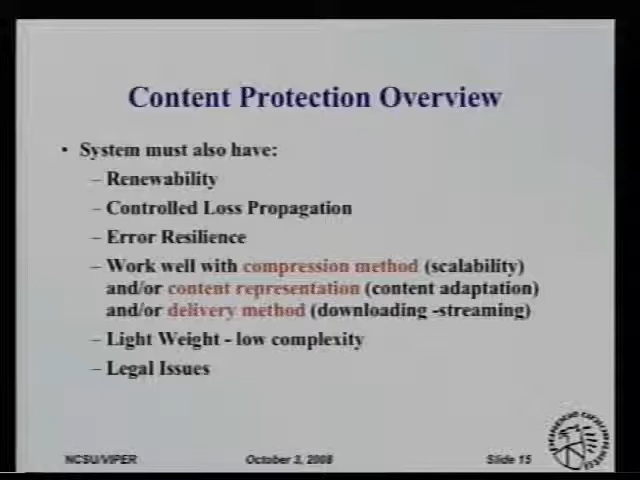 Content Protection Overview
• System must also have:
– Renewability
– Controlled Loss Propagation
– Error Resilience
– Work well with compression method (scalability)
and/or content representation (content adaptation)
and/or delivery method (downloading -streaming)
– Light Weight - low complexity
– Legal Issues
NCSU/VIPER October 3, 2008 Slide 15